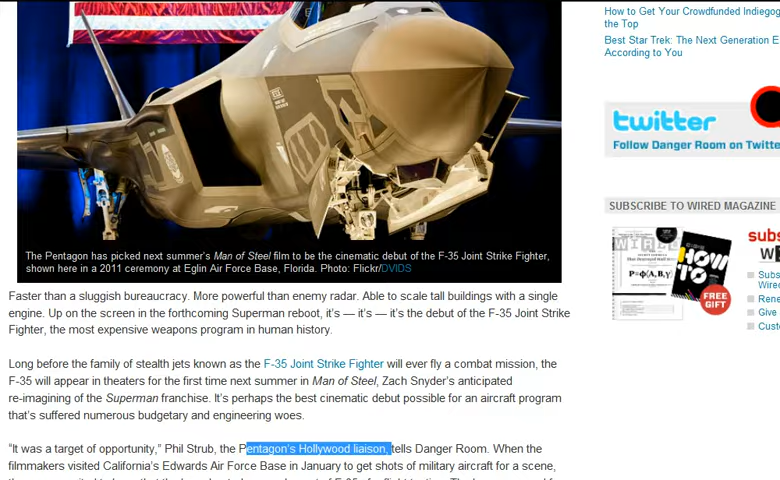 The Pentagon has picked next summer's Man of Steel film to be the cinematic debut of the F-35 Joint Strike Fighter,
shown here in a 2011 ceremony at Eglin Air Force Base, Florida. Photo: Flickr/DVIDS
Faster than a sluggish bureaucracy. More powerful than enemy radar. Able to scale tall buildings with a single
engine. Up on the screen in the forthcoming Superman reboot, it's — it's — it's the debut of the F-35 Joint Strike
Fighter, the most expensive weapons program in human history.
Long before the family of stealth jets known as the F-35 Joint Strike Fighter will ever fly a combat mission, the
F-35 will appear in theaters for the first time next summer in Man of Steel, Zach Snyder's anticipated
re-imagining of the Superman franchise. It's perhaps the best cinematic debut possible for an aircraft program
that's suffered numerous budgetary and engineering woes.
"It was a target of opportunity," Phil Strub, the Pentagon's Hollywood liaison, tells Danger Room. When the
filmmakers visited California's Edwards Air Force Base in January to get shots of military aircraft for a scene,
How to Get Your Crowdfunded Indiegog
the Top
Best Star Trek: The Next Generation E
According to You
twitter
Follow Danger Room on Twitte
SUBSCRIBE TO WIRED MAGAZINE
WIRED
HOW
TO
FREE
GIFT
subs
W
Subs
Wired
Rene
Give
Custo